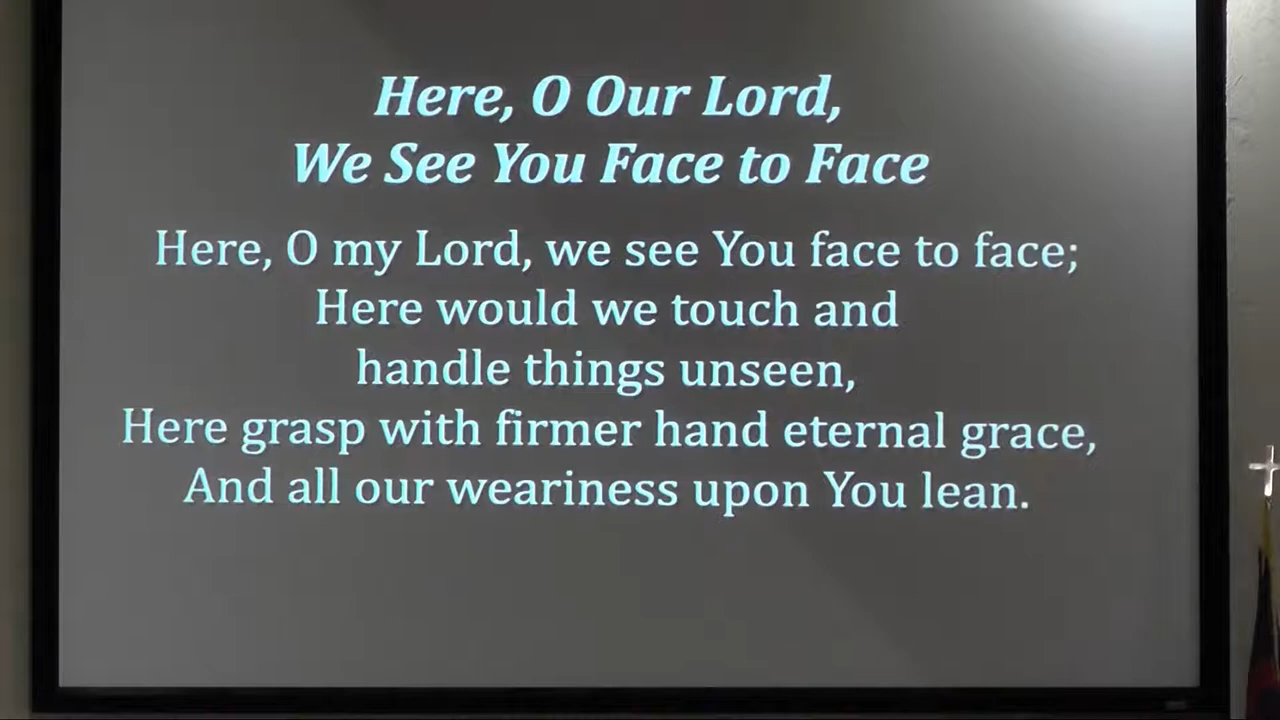 Here, O Our Lord,
We See You Face to Face
Here, O my Lord, we see You face to face;
Here would we touch and
handle things unseen,
Here grasp with firmer hand eternal grace,
And all our weariness upon You lean.